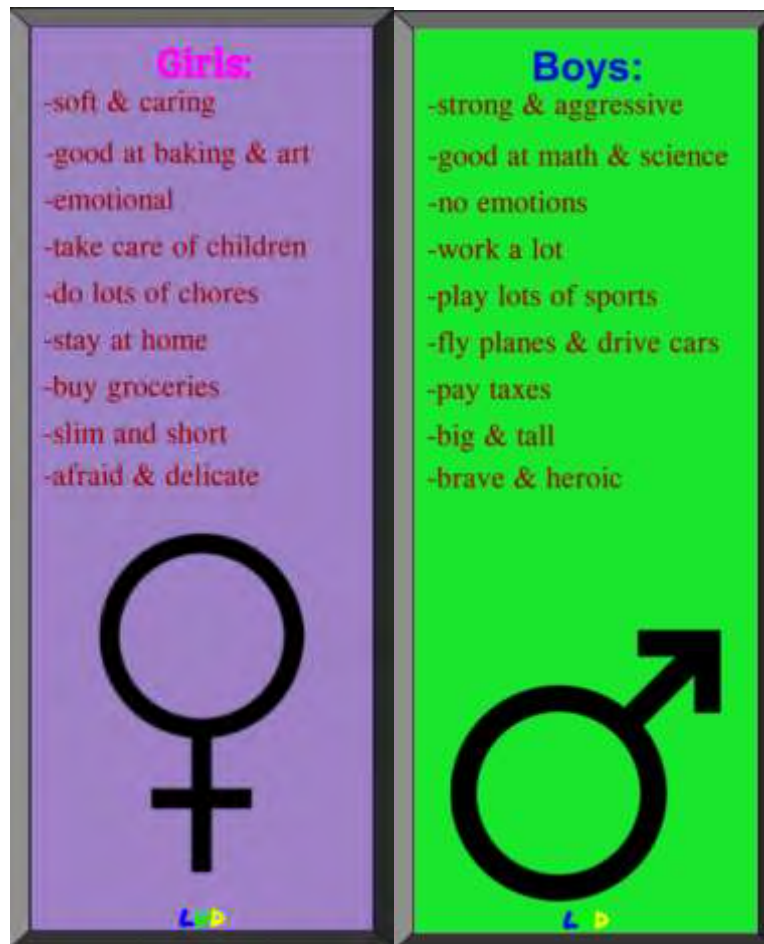 Girls:
-soft & caring
-good at baking & art
-emotional
-take care of children
-do lots of chores
-stay at home
-buy groceries
-slim and short
-afraid & delicate
Boys:
-strong & aggressive
-good at math & science
-no emotions
-work a lot
-play lots of sports
-fly planes & drive cars
-pay taxes
-big & tall
-brave & heroic